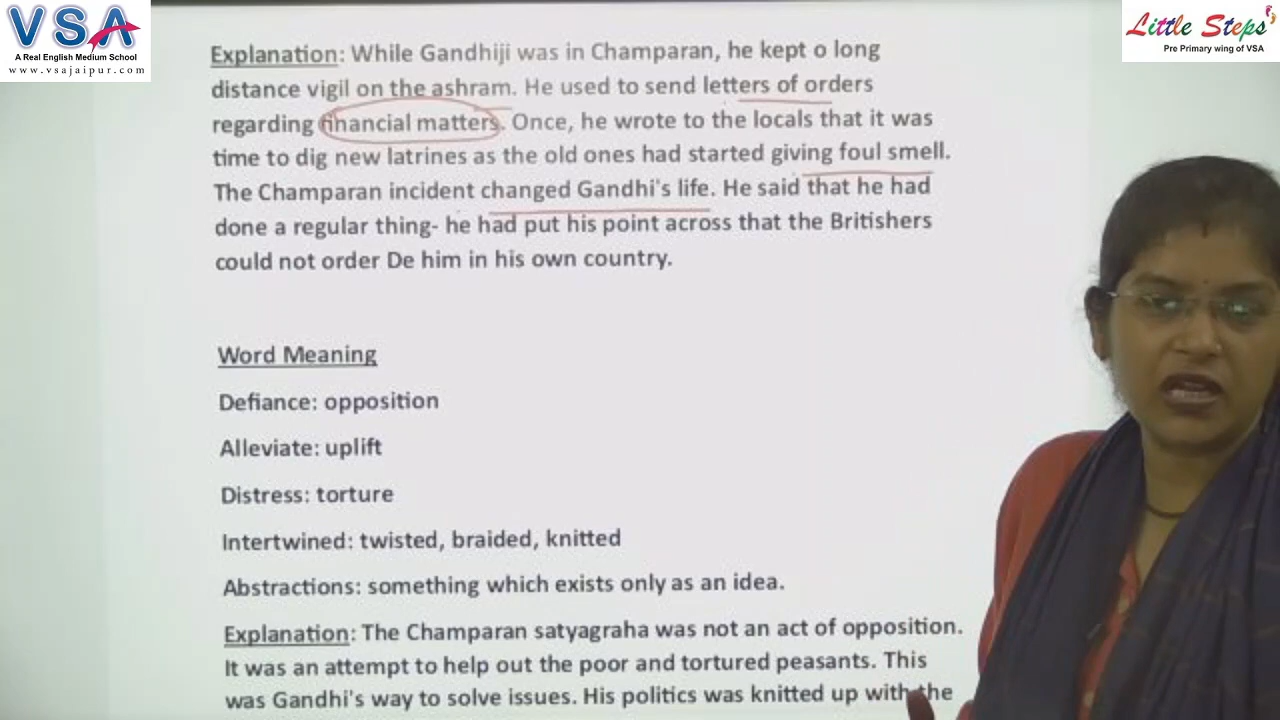 VSA
A Real English Medium School
www.vsajaipur.com
Little Steps
Pre Primary wing of VSA
Explanation: While Gandhiji was in Champaran, he kept o long
distance vigil on the ashram. He used to send letters of orders
regarding financial matters. Once, he wrote to the locals that it was
time to dig new latrines as the old ones had started giving foul smell.
The Champaran incident changed Gandhi's life. He said that he had
done a regular thing- he had put his point across that the Britishers
could not order De him in his own country.
Word Meaning
Defiance: opposition
Alleviate: uplift
Distress: torture
Intertwined: twisted, braided, knitted
Abstractions: something which exists only as an idea.
Explanation: The Champaran satyagraha was not an act of opposition.
It was an attempt to help out the poor and tortured peasants. This
was Gandhi's way to solve issues. His politics was knitted up with the